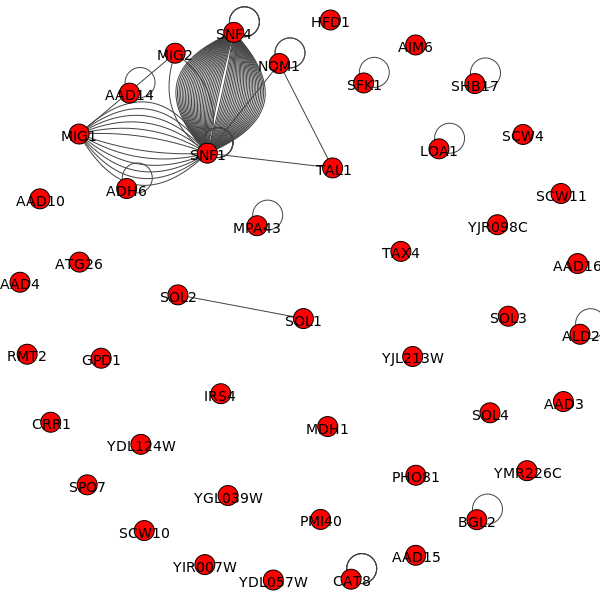 HFD1
SNF4
AIM6
MIG2
NQM1
SFK1
SHB17
AAD14
MIG1
SCW4
LOA1
SNF1
TAL1
ADH6
SCW11
AAD10
MPA43
YJR098C
TAX4
ATG26
AAD16
AAD4
SOL2
SOL1
SOL3
ALD2
RMT2
GPD1
YJL213W
IRS4
AAD3
SOL4
CRR1
MDH1
YDL124W
YMR226C
PHO81
SPO7
YGL039W
PMI40
BGL2
SCW10
AAD15
YIR007W
YDL057W
CAT8